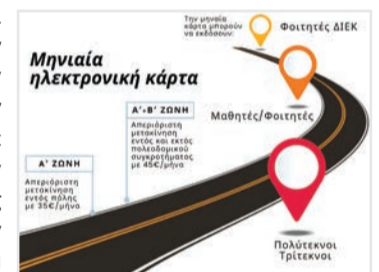 Την μηνιαία
κάρτα μπορούν
να εκδόσουν:
Φοιτητές ΔΙΕΚ
Μηνιαία
ηλεκτρονική κάρτα
Μαθητές/Φοιτητές
Α'+Β' ΖΩΝΗ
Απεριόριστη
μετακίνηση
εντός και εκτός
πολεοδομικού
συγκροτήματος
με 45€/μήνα
Α' ΖΩΝΗ
Απεριόριστη
μετακίνηση
εντός πόλης
με 35€/μήνα
Πολύτεκνοι
Τρίτεκνοι